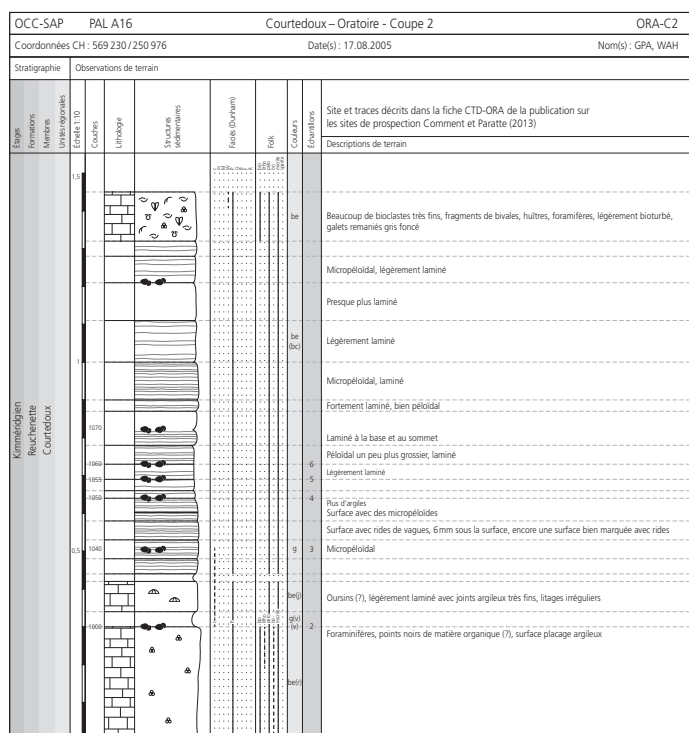 OCC-SAP PAL A16 Courtedoux – Oratoire - Coupe 2 ORA-C2
Coordonnées CH : 569 230 / 250 976 Date(s) : 17.08.2005 Nom(s) : GPA, WAH
Stratigraphie Observations de terrain
Étages
Formations
Membres
Unités régionales
Echelle 1:10
Couches
Lithologie
Structures
sédimentaires
Faciès (Dunham)
Folk
Couleurs
Échantillons
Site et traces décrits dans la fiche CTD-ORA de la publication sur
les sites de prospection Comment et Paratte (2013)
Descriptions de terrain
1,5
be
Beaucoup de bioclastes très fins, fragments de bivales, huîtres, foramifères, légèrement bioturbé,
galets remaniés gris foncé
Micropéloïdal, légèrement laminé
Presque plus laminé
be
(bc)
Légèrement laminé
1
Micropéloïdal, laminé
Fortement laminé, bien péloïdal
1070
Laminé à la base et au sommet
Péloïdal un peu plus grossier, laminé
1060 6
Légèrement laminé
1055 5
1050 4
Plus d'argiles
Surface avec des micropéloïdes
Surface avec rides de vagues, 6 mm sous la surface, encore une surface bien marquée avec rides
0,5 1040 g 3 Micropéloïdal
be(j)
Oursins (?), légèrement laminé avec joints argileux très fins, litages irréguliers
g(v)
1000 (v) 2
Foraminifères, points noirs de matière organique (?), surface placage argileux
be(r)
Kimméridgien
Reuchenette
Courtedoux